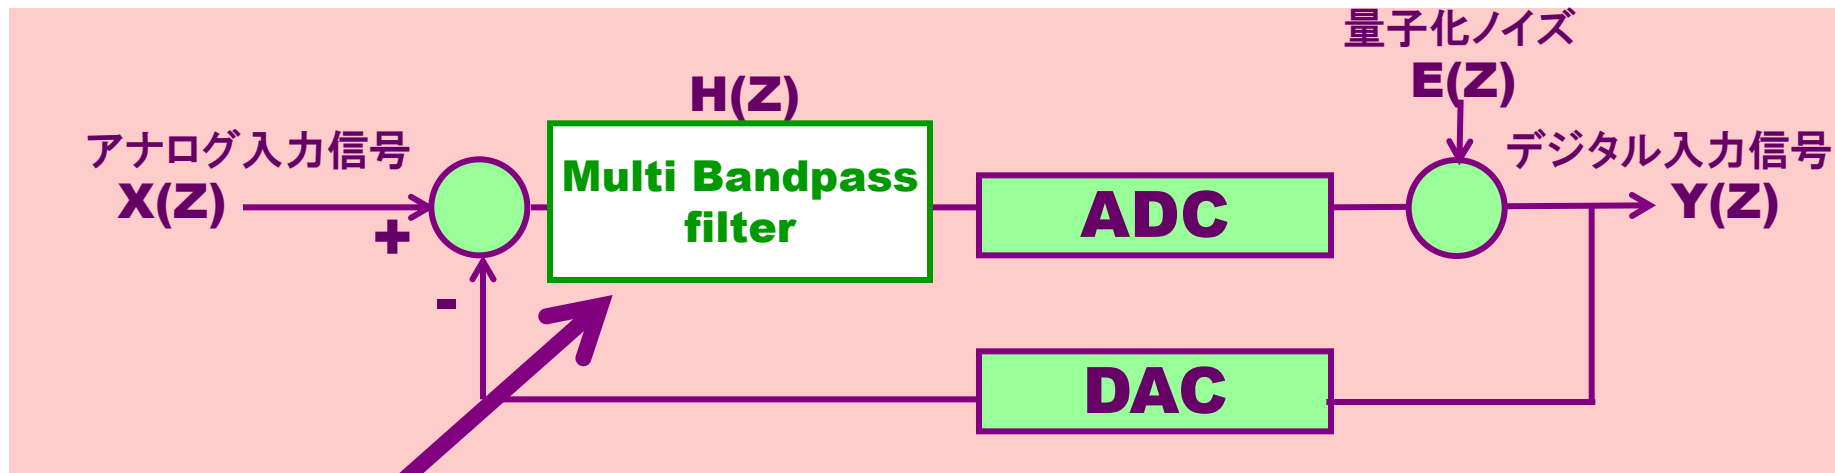 量子化ノイズ
E(Z)
H(Z)
アナログ入力信号
X(Z)
+
-
Multi Bandpass
filter
ADC
デジタル入力信号
Y(Z)
DAC